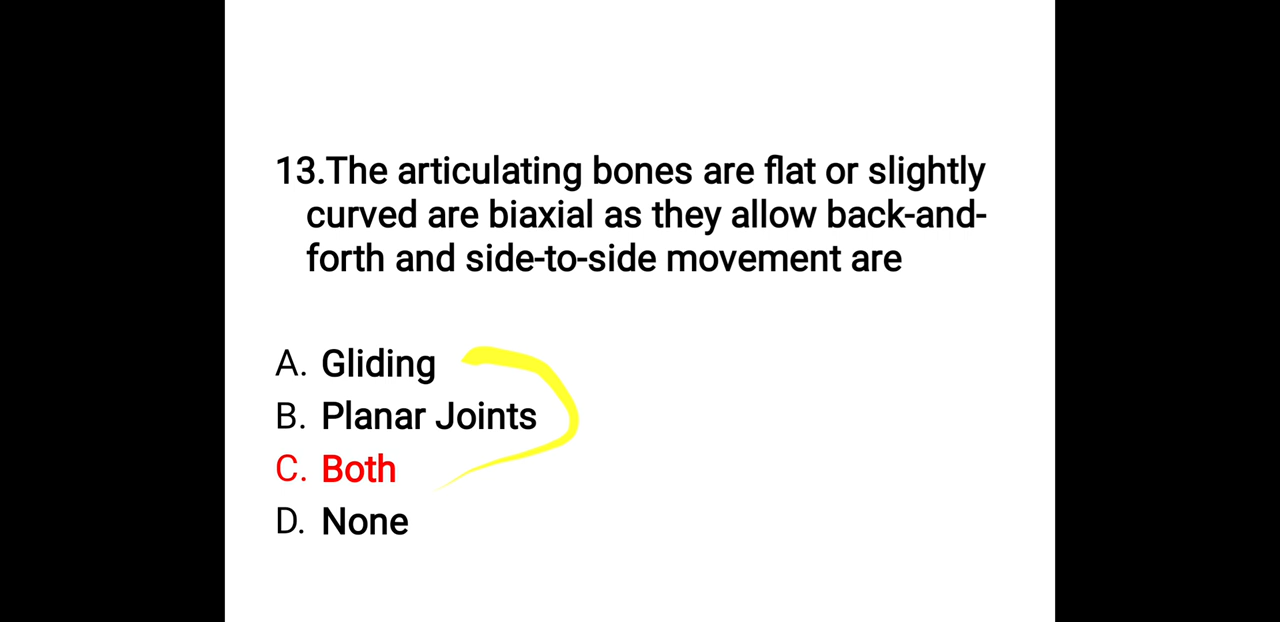 13.The articulating bones are flat or slightly
curved are biaxial as they allow back-and-
forth and side-to-side movement are
A. Gliding
B. Planar Joints
C. Both
D. None